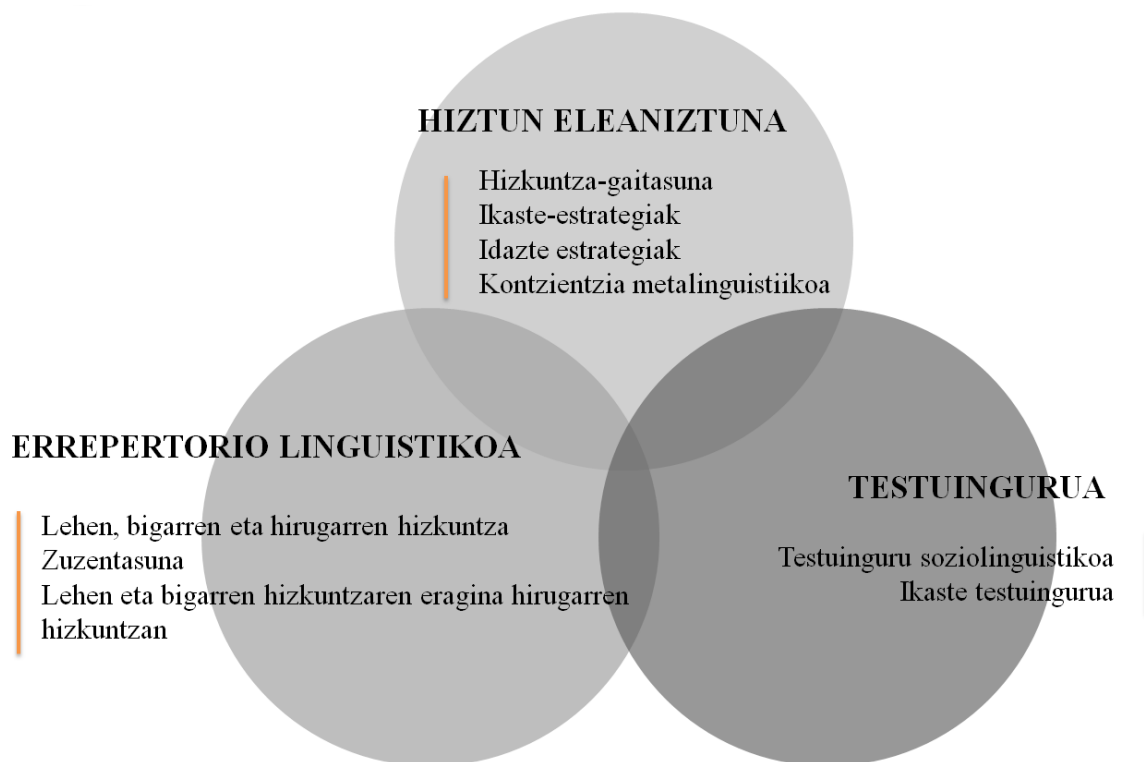 HIZTUN ELEANIZTUNA
Hizkuntza-gaitasuna
Ikaste-estrategiak
Idazte estrategiak
Kontzientzia metalinguistiikoa
ERREPERTORIO LINGUISTIKOA
Lehen, bigarren eta hirugarren hizkuntza
Zuzentasuna
Lehen eta bigarren hizkuntzaren eragina hirugarren
hizkuntzan
TESTUINGURUA
Testuinguru soziolinguistikoa
Ikaste testuingurua